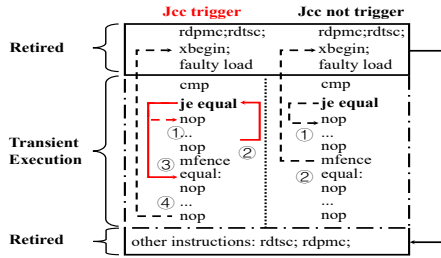 Jcc trigger Jcc not trigger
Retired
rdpmc;rdtsc; rdpmc;rdtsc;
xbegin; xbegin;
faulty load faulty load
Transient
Execution
cmp cmp
je equal je equal
nop nop
① ... ① ...
nop ② nop
③ mfence mfence
equal: ② equal:
nop nop
④ ... ...
nop nop
Retired other instructions: rdtsc; rdpmc;